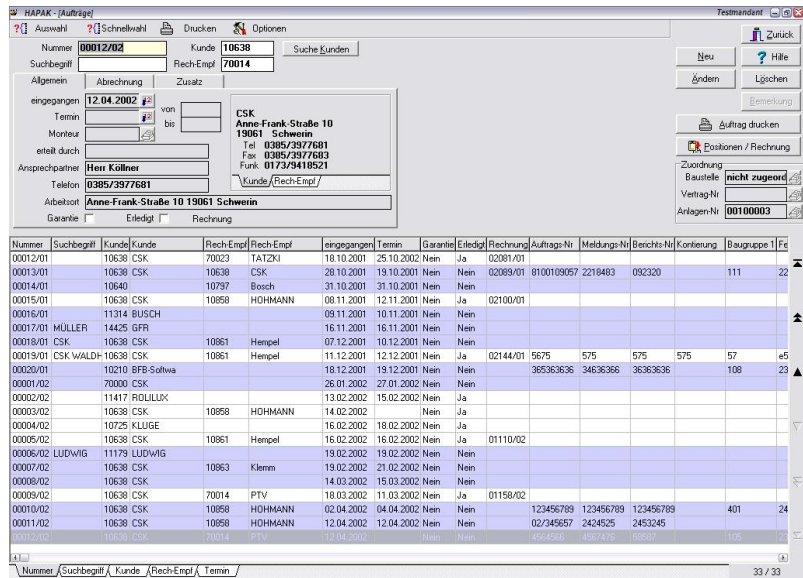 HAPAK - [Aufträge] Testmandant
?{} Auswahl ?{}Schnellwahl Drucken Optionen
Zurück
Nummer 00012/02 Kunde 10638 Suche Kunden
Neu ? Hilfe
Suchbegriff Rech-Empf 70014
Allgemein Abrechnung Zusatz
Ändern Löschen
eingegangen 12.04.2002 von
Bemerkung
Termin bis
CSK
Anne-Frank-Straße 10
19061 Schwerin
Tel 0385/3977681
Fax 0385/3977683
Funk 0173/9418521
Kunde Rech-Empf
Monteur
Auftrag drucken
erteilt durch
Positionen / Rechnung
Ansprechpartner Herr Köllner
Zuordnung
Baustelle nicht zugeord
Telefon 0385/3977681
Vertrag-Nr
Arbeitsort Anne-Frank-Straße 10 19061 Schwerin
Anlagen-Nr 00100003
Garantie Erledigt Rechnung
Nummer Suchbegriff Kunde Kunde Rech-Empf Rech-Empf eingegangen Termin Garantie Erledigt Rechnung Auftrags-Nr Meldungs-Nr Berichts-Nr Kontierung Baugruppe 1 Fe
00012/01 10638 CSK 70023 TATZKI 18.10.2001 25.10.2002 Nein Ja 02081/01
00013/01 10638 CSK 10638 CSK 28.10.2001 19.10.2001 Nein Nein 02089/01 8100109057 2218483 092320 111 22
00014/01 10640 10797 Bosch 31.10.2001 31.10.2001 Nein Nein
00015/01 10638 CSK 10858 HOHMANN 08.11.2001 12.11.2001 Nein Ja 02100/01
00016/01 11314 BUSCH 09.11.2001 10.11.2001 Nein Nein
00017/01 MÜLLER 14425 GFR 16.11.2001 16.11.2001 Nein Nein
00018/01 CSK 10638 CSK 10861 Hempel 07.12.2001 10.12.2001 Nein Nein
00019/01 CSK WALDH 10638 CSK 10861 Hempel 11.12.2001 12.12.2001 Nein Ja 02144/01 5675 575 575 575 57 e5
00020/01 10210 BFB-Softwa 18.12.2001 19.12.2001 Nein Nein 365363636 34636366 36363636 108 23
00001/02 70000 CSK 26.01.2002 27.01.2002 Nein Nein
00002/02 11417 ROLILUX 13.02.2002 15.02.2002 Nein Ja
00003/02 10638 CSK 10858 HOHMANN 14.02.2002 Nein Ja
00004/02 10725 KLUGE 16.02.2002 18.02.2002 Nein Ja
00005/02 10638 CSK 10861 Hempel 16.02.2002 16.02.2002 Nein Ja 01110/02
00006/02 LUDWIG 11179 LUDWIG 19.02.2002 19.02.2002 Nein Nein
00007/02 10638 CSK 10863 Klemm 19.02.2002 21.02.2002 Nein Nein
00008/02 10638 CSK 14.03.2002 15.03.2002 Nein Nein
00009/02 10638 CSK 70014 PTV 18.03.2002 11.03.2002 Nein Ja 01158/02
00010/02 10638 CSK 10858 HOHMANN 02.04.2002 04.04.2002 Nein Nein 123456789 123456789 123456789 401 24
00011/02 10638 CSK 10858 HOHMANN 12.04.2002 12.04.2002 Nein Nein 02/345657 2424525 2453245
00012/02 10638 CSK 70014 PTV 12.04.2002 Nein Nein 4564566 4567476 58587 105
Nummer Suchbegriff Kunde Rech-Empf Termin 33 / 33